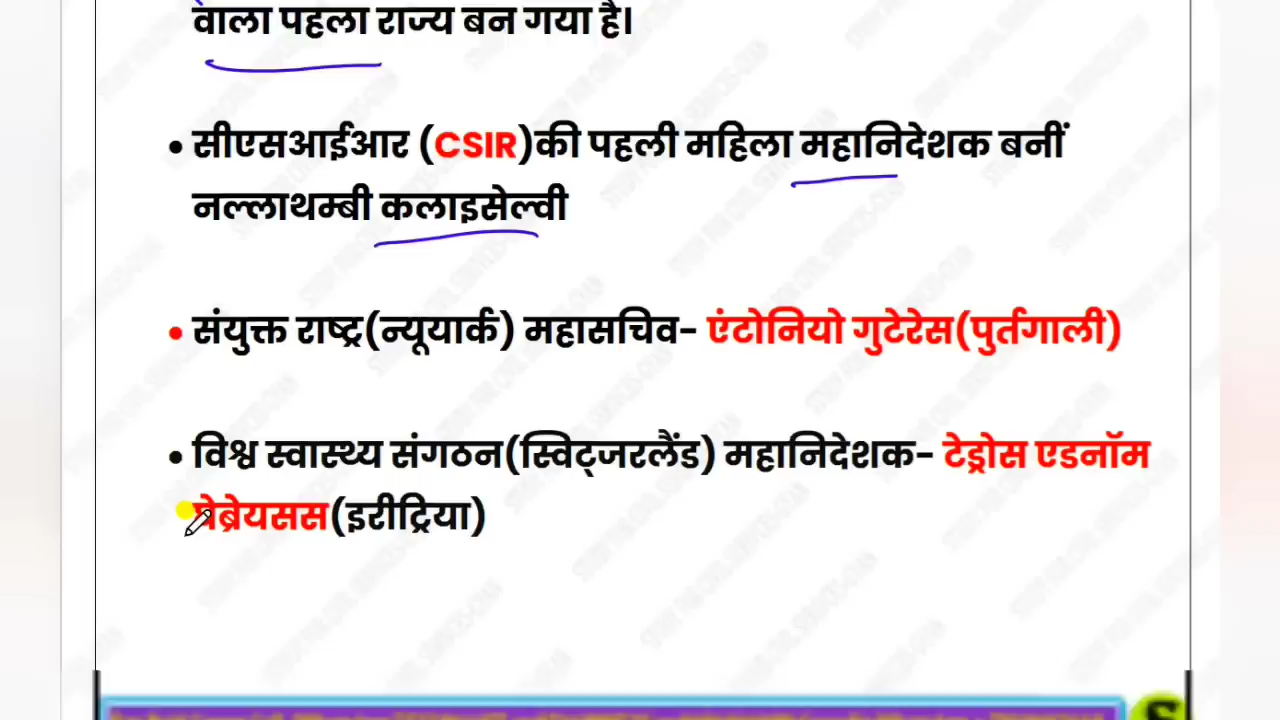 वाला पहला राज्य बन गया है।
• सीएसआईआर (CSIR)की पहली महिला महानिदेशक बनीं
नल्लाथम्बी कलाइसेल्वी
• संयुक्त राष्ट्र(न्यूयार्क) महासचिव- एंटोनियो गुटेरेस(पुर्तगाली)
• विश्व स्वास्थ्य संगठन(स्विट्जरलैंड) महानिदेशक- टेड्रोस एडनॉम
(इरीट्रिया)